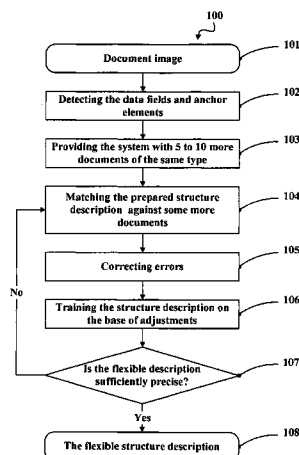 100
Document image
101
Detecting the data fields and anchor
elements
102
Providing the system with 5 to 10 more
documents of the same type
103
Matching the prepared structure
description against some more
documents
104
Correcting errors
105
Training the structure description on
the base of adjustments
106
No
Is the flexible description
sufficiently precise?
107
Yes
The flexible structure description
108